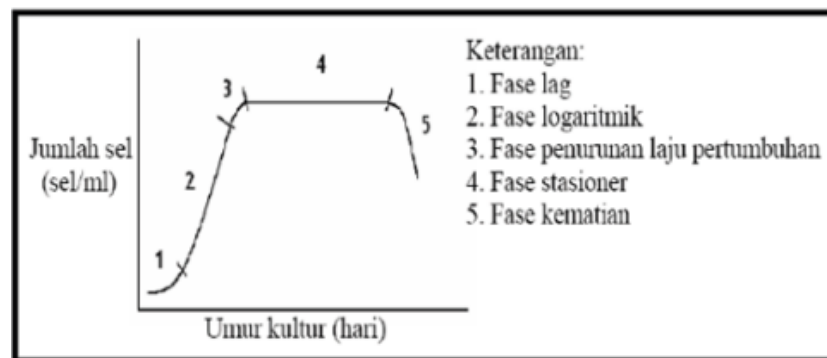 Jumlah sel
(sel/ml)
1
2
3
4
5
Umur kultur (hari)
Keterangan:
1. Fase lag
2. Fase logaritmik
3. Fase penurunan laju pertumbuhan
4. Fase stasioner
5. Fase kematian